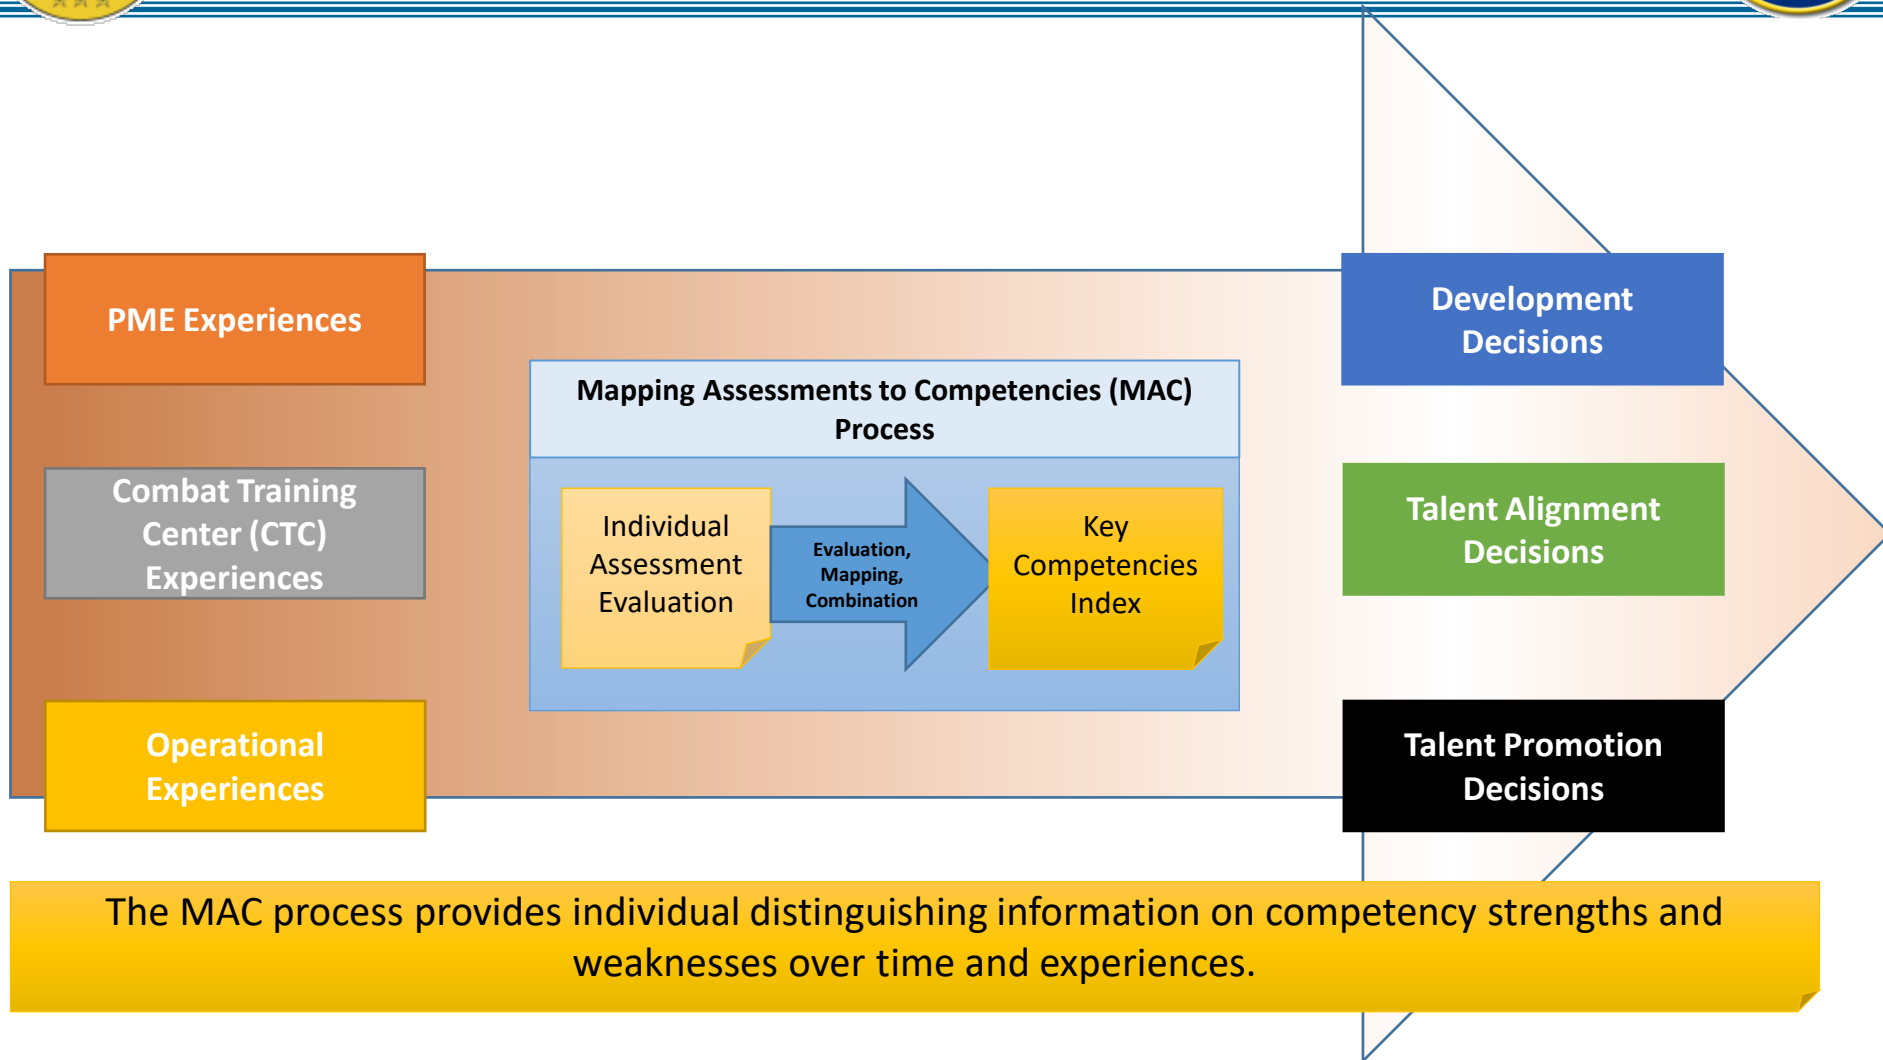 PME Experiences
Combat Training
Center (CTC)
Experiences
Operational
Experiences
Mapping Assessments to Competencies (MAC)
Process
Individual
Assessment
Evaluation
Evaluation,
Mapping,
Combination
Key
Competencies
Index
Development
Decisions
Talent Alignment
Decisions
Talent Promotion
Decisions
The MAC process provides individual distinguishing information on competency strengths and
weaknesses over time and experiences.